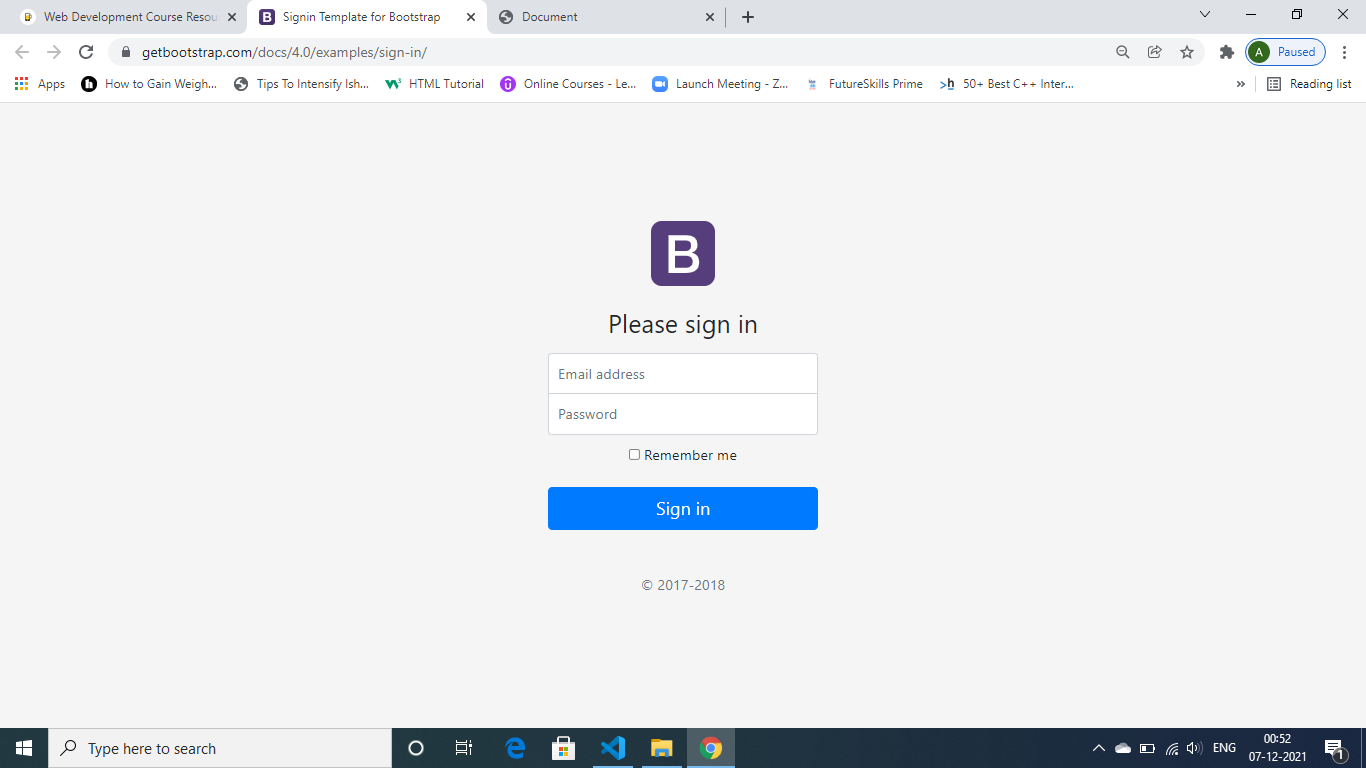 Web Development Course Resou
Signin Template for Bootstrap
Document
getbootstrap.com/docs/4.0/examples/sign-in/
A
Paused
Apps
How to Gain Weigh...
Tips To Intensify Ish...
HTML Tutorial
Online Courses - Le...
Launch Meeting - Z...
FutureSkills Prime
50+ Best C++ Inter...
»
Reading list
B
Please sign in
Email address
Password
Remember me
Sign in
© 2017-2018
Type here to search
ENG
00:52
07-12-2021
1